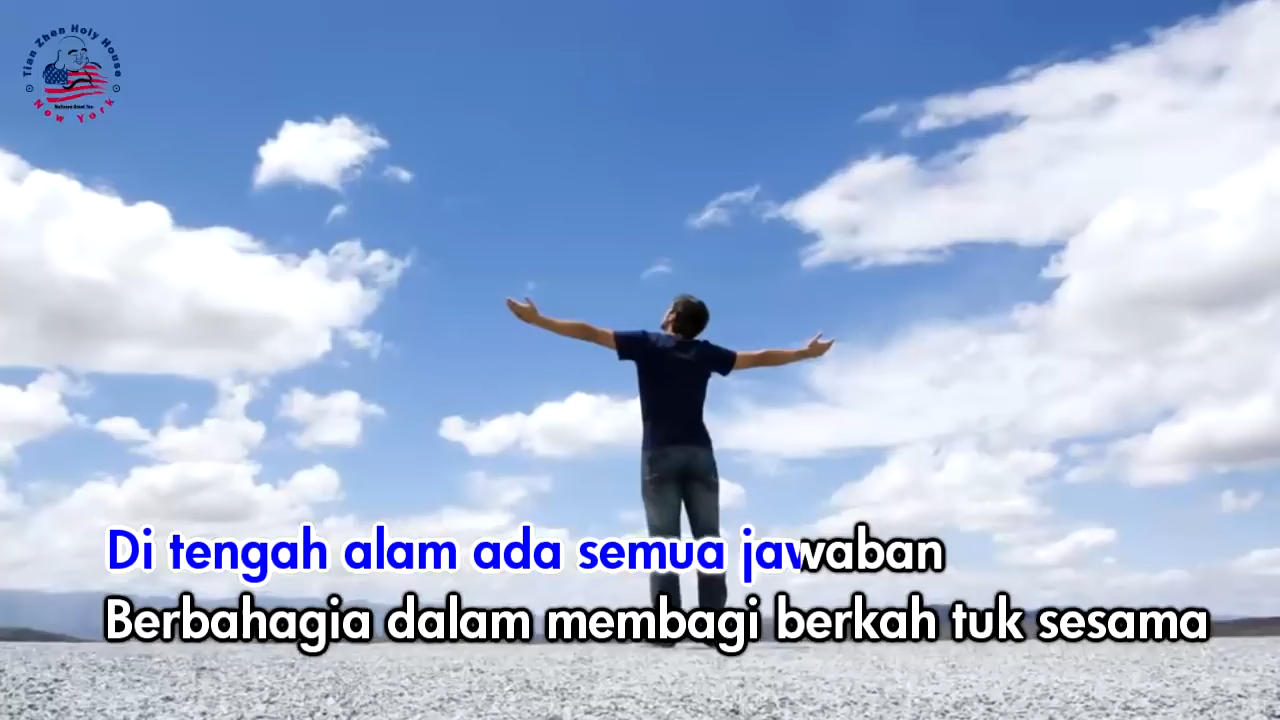 Tian Zhen Holy House
New York
Di tengah alam ada semua jawaban
Berbahagia dalam membagi berkah tuk sesama